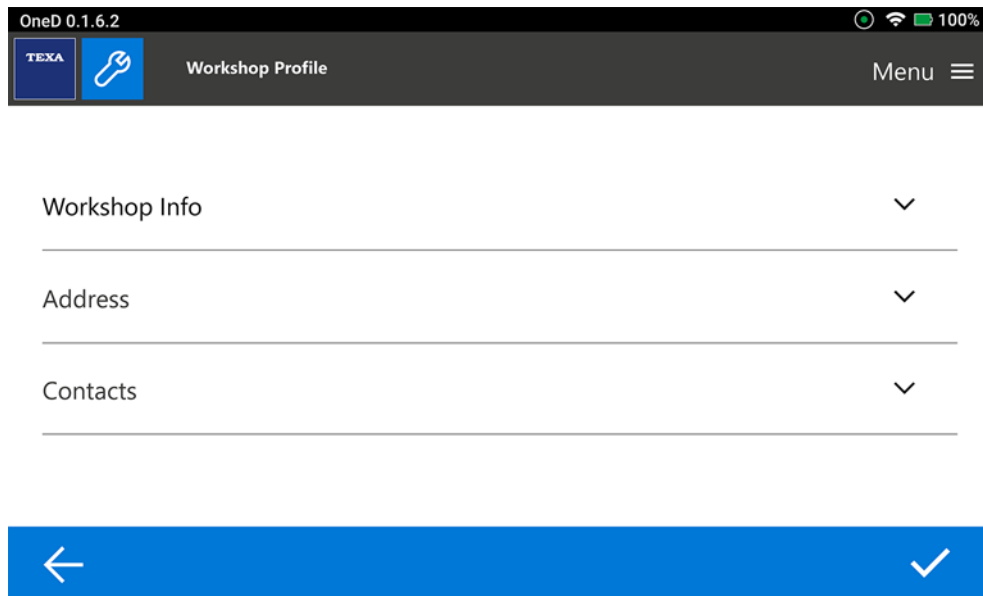 OneD 0.1.6.2
100%
TEXA
Workshop Profile
Menu
Workshop Info
Address
Contacts